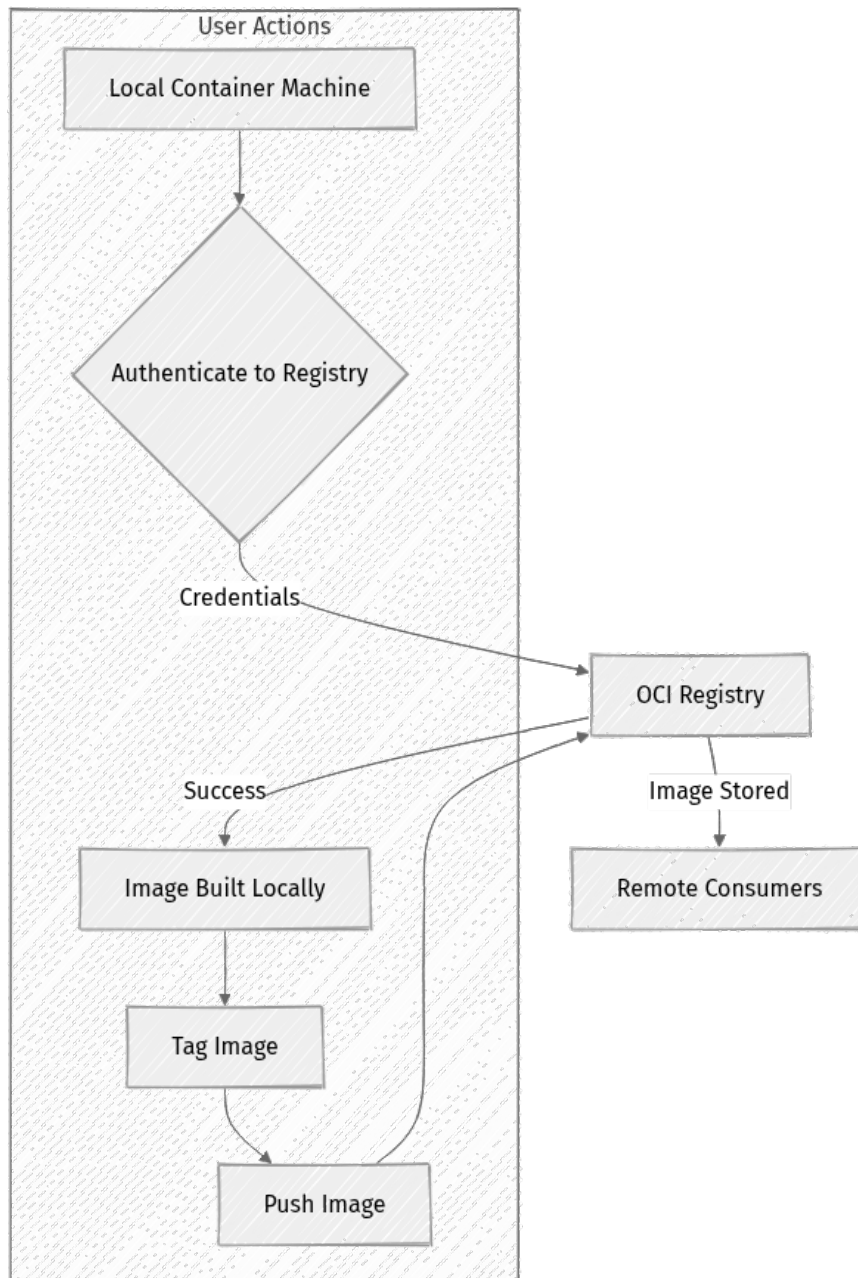 User Actions
Local Container Machine
Authenticate to Registry
Credentials
OCI Registry
Success
Image Stored
Image Built Locally
Remote Consumers
Tag Image
Push Image